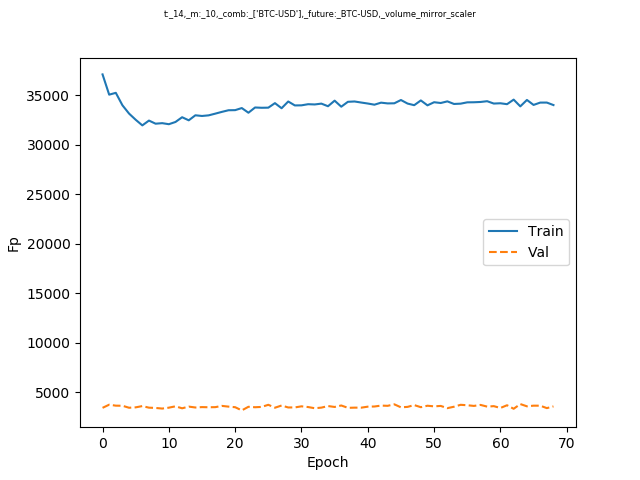 t:_14,_m:_10,_comb:_['BTC-USD'],_future:_BTC-USD,_volume_mirror_scaler
35000
30000
25000
20000
15000
10000
5000
Fp
Train
Val
0 10 20 30 40 50 60 70
Epoch